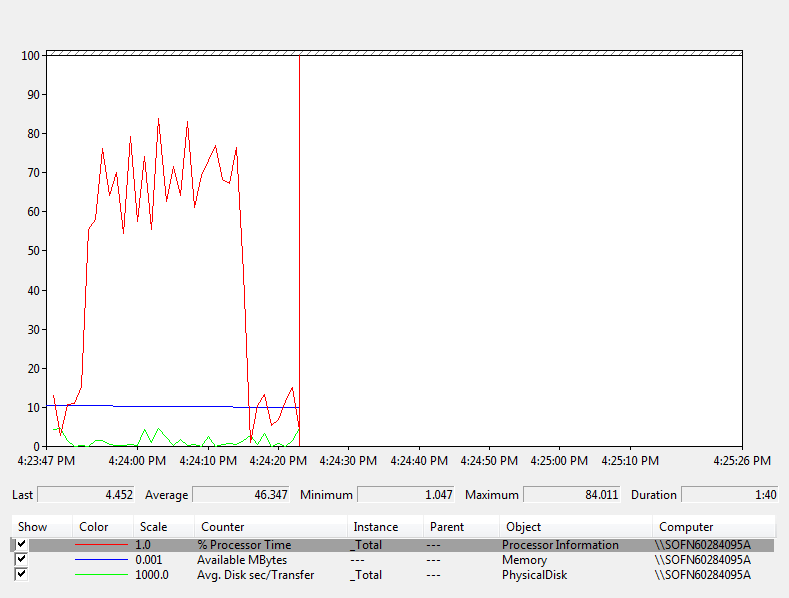 100
90
80
70
60
50
40
30
20
10
0
4:23:47 PM 4:24:00 PM 4:24:10 PM 4:24:20 PM 4:24:30 PM 4:24:40 PM 4:24:50 PM 4:25:00 PM 4:25:10 PM 4:25:26 PM
Last 4.452 Average 46.347 Minimum 1.047 Maximum 84.011 Duration 1:40
Show Color Scale Counter Instance Parent Object Computer
1.0 % Processor Time _Total --- Processor Information \\SOFN60284095A
0.001 Available MBytes --- --- Memory \\SOFN60284095A
1000.0 Avg. Disk sec/Transfer _Total --- PhysicalDisk \\SOFN60284095A